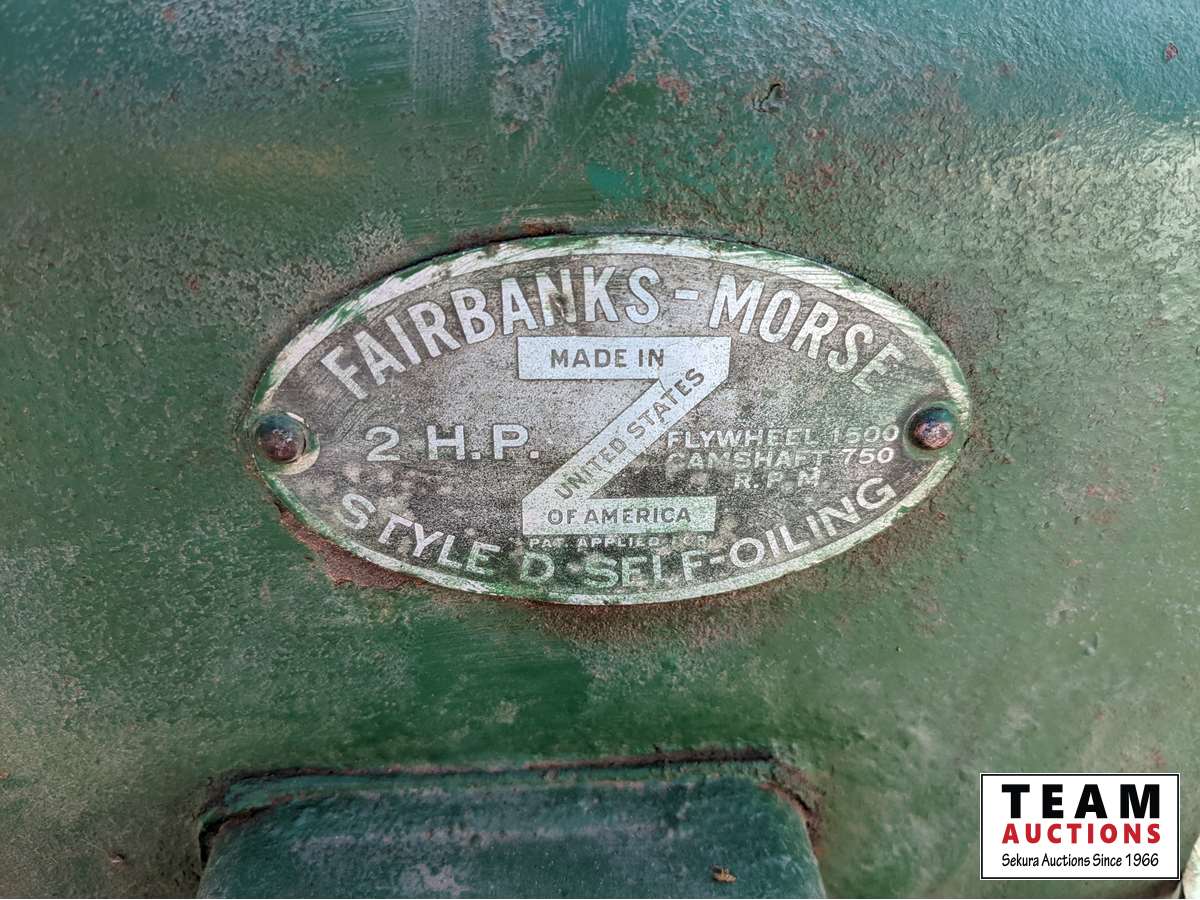 FAIRBANKS-MORSE
MADE IN
UNITED STATES
OF AMERICA
Z
2 H.P.
FLYWHEEL 1500
CAMSHAFT 750
R.P.M.
PAT. APPLIED FOR
STYLE D SELF-OILING
TEAM
AUCTIONS
Sekura Auctions Since 1966